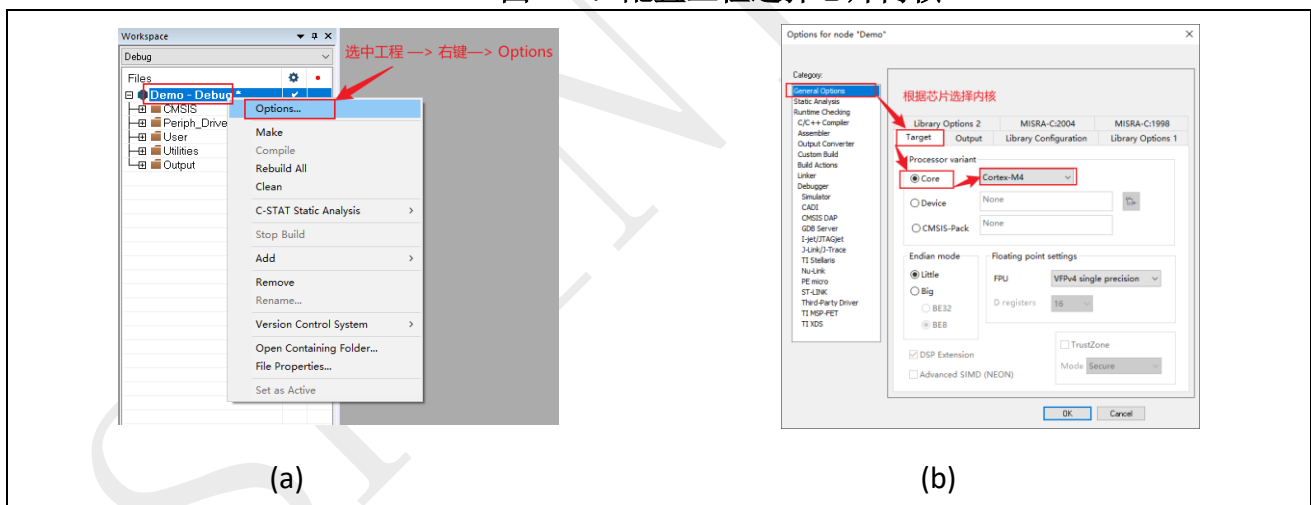 Workspace
Debug
Files
Demo - Debug *
CMSIS
Periph_Drive
User
Utilities
Output
选中工程 —> 右键—> Options
Options...
Make
Compile
Rebuild All
Clean
C-STAT Static Analysis
Stop Build
Add
Remove
Rename...
Version Control System
Open Containing Folder...
File Properties...
Set as Active
(a)
Options for node "Demo"
Category:
General Options
Static Analysis
Runtime Checking
C/C++ Compiler
Assembler
Output Converter
Custom Build
Build Actions
Linker
Debugger
Simulator
CADI
CMSIS DAP
GDB Server
I-jet/JTAGjet
J-Link/J-Trace
TI Stellaris
Nu-Link
PE micro
ST-LINK
Third-Party Driver
TI MSP-FET
TI XDS
根据芯片选择内核
Library Options 2 MISRA-C:2004 MISRA-C:1998
Target Output Library Configuration Library Options 1
Processor variant
Core Cortex-M4
Device None
CMSIS-Pack None
Endian mode
Little
Big
BE32
BE8
Floating point settings
FPU VFPv4 single precision
D registers 16
DSP Extension
Advanced SIMD (NEON)
TrustZone
Mode Secure
OK Cancel
(b)